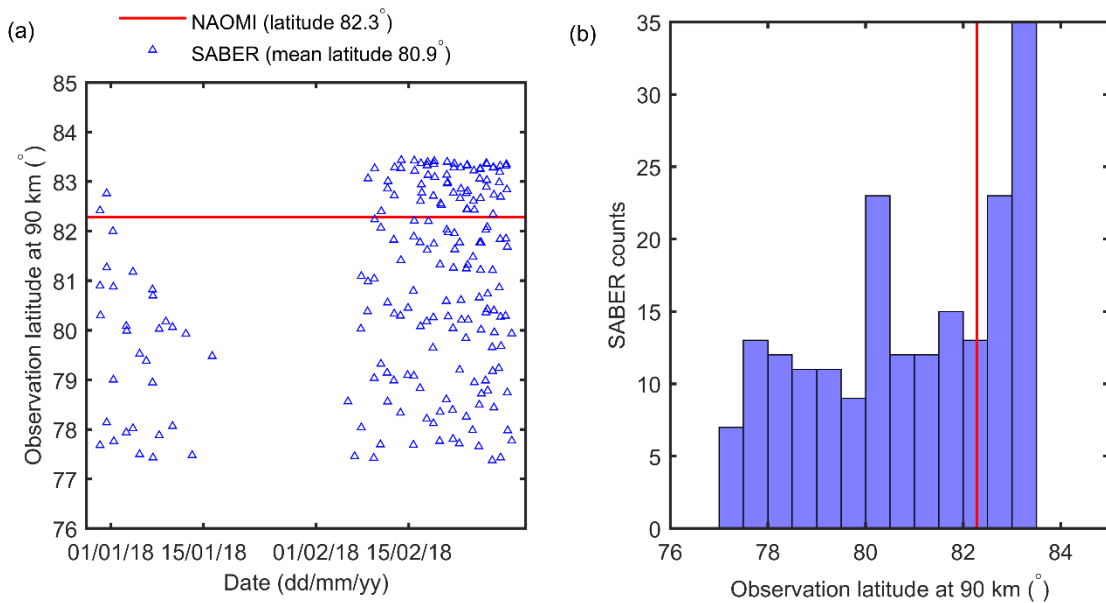 (a)
NAOMI (latitude 82.3°)
SABER (mean latitude 80.9°)
Observation latitude at 90 km (°)
85
84
83
82
81
80
79
78
77
76
01/01/18 15/01/18 01/02/18 15/02/18
Date (dd/mm/yy)
(b)
SABER counts
35
30
25
20
15
10
5
0
76 78 80 82 84
Observation latitude at 90 km (°)